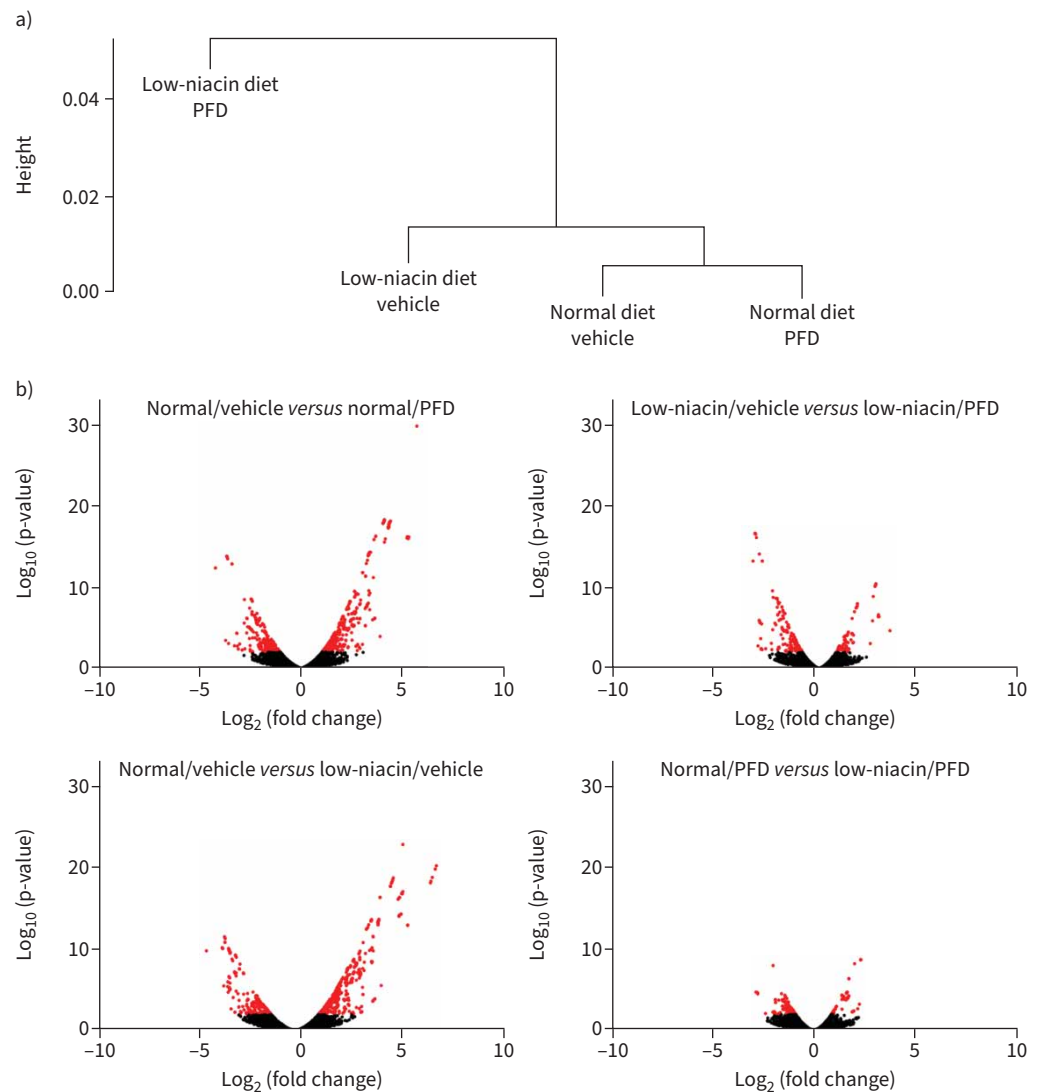 a)
0.04
0.02
0.00
Height
Low-niacin diet
PFD
Low-niacin diet
vehicle
Normal diet
vehicle
Normal diet
PFD
b)
Normal/vehicle versus normal/PFD
30
20
10
0
Log10 (p-value)
–10
–5
0
5
10
Log2 (fold change)
Low-niacin/vehicle versus low-niacin/PFD
30
20
10
0
Log10 (p-value)
–10
–5
0
5
10
Log2 (fold change)
Normal/vehicle versus low-niacin/vehicle
30
20
10
0
Log10 (p-value)
–10
–5
0
5
10
Log2 (fold change)
Normal/PFD versus low-niacin/PFD
30
20
10
0
Log10 (p-value)
–10
–5
0
5
10
Log2 (fold change)